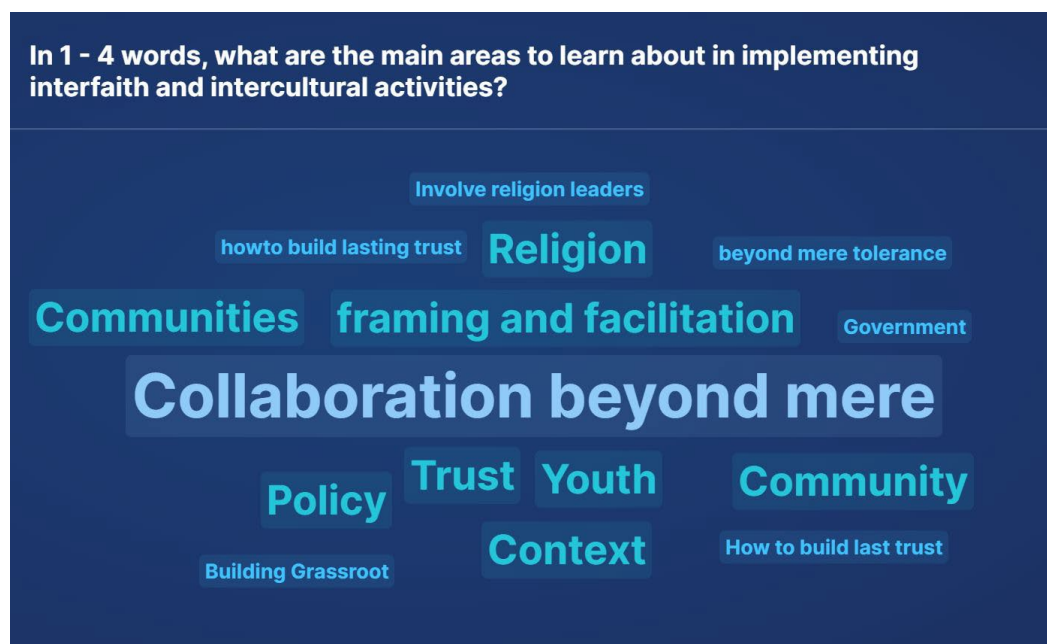 In 1 - 4 words, what are the main areas to learn about in implementing
interfaith and intercultural activities?
Involve religion leaders
howto build lasting trust
Religion
beyond mere tolerance
Communities
framing and facilitation
Government
Collaboration beyond mere
Policy
Trust
Youth
Community
Context
How to build last trust
Building Grassroot